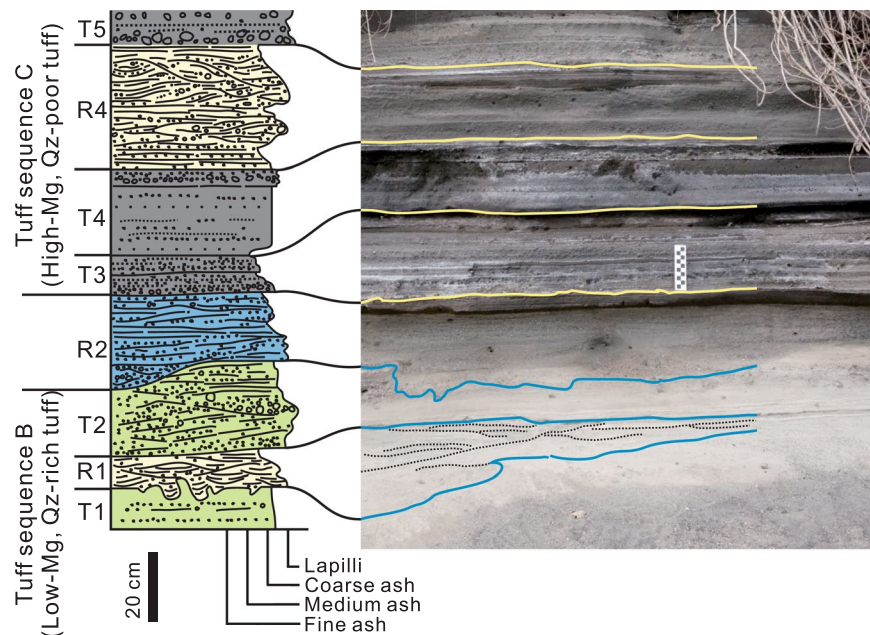 Tuff sequence C
(High-Mg, Qz-poor tuff)
Tuff sequence B
(Low-Mg, Qz-rich tuff)
T5
R4
T4
T3
R2
T2
R1
T1
20 cm
Lapilli
Coarse ash
Medium ash
Fine ash